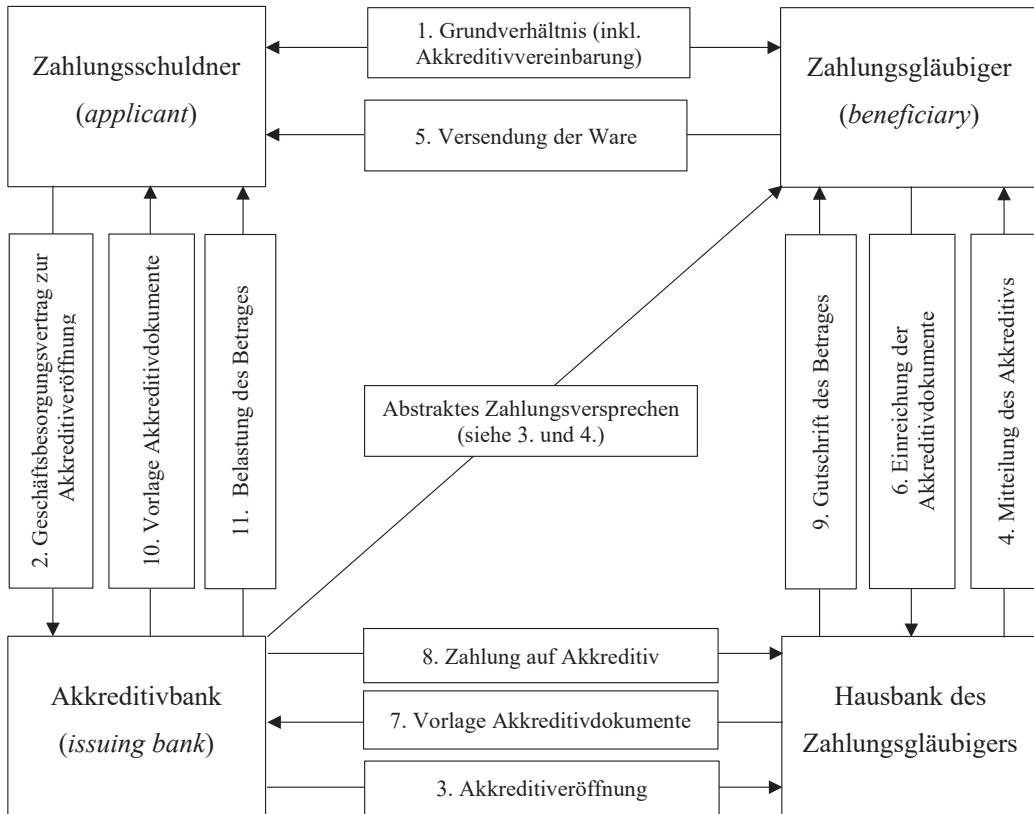 1. Grundverhältnis (inkl.
Akkreditivvereinbarung)
Zahlungsschuldner
(applicant)
Zahlungsgläubiger
(beneficiary)
5. Versendung der Ware
2. Geschäftsbesorgungsvertrag zur
Akkreditiveröffnung
10. Vorlage Akkreditivdokumente
11. Belastung des Betrages
Abstraktes Zahlungsversprechen
(siehe 3. und 4.)
9. Gutschrift des Betrages
6. Einreichung der
Akkreditivdokumente
4. Mitteilung des Akkreditivs
Akkreditivbank
(issuing bank)
8. Zahlung auf Akkreditiv
7. Vorlage Akkreditivdokumente
3. Akkreditiveröffnung
Hausbank des
Zahlungsgläubigers